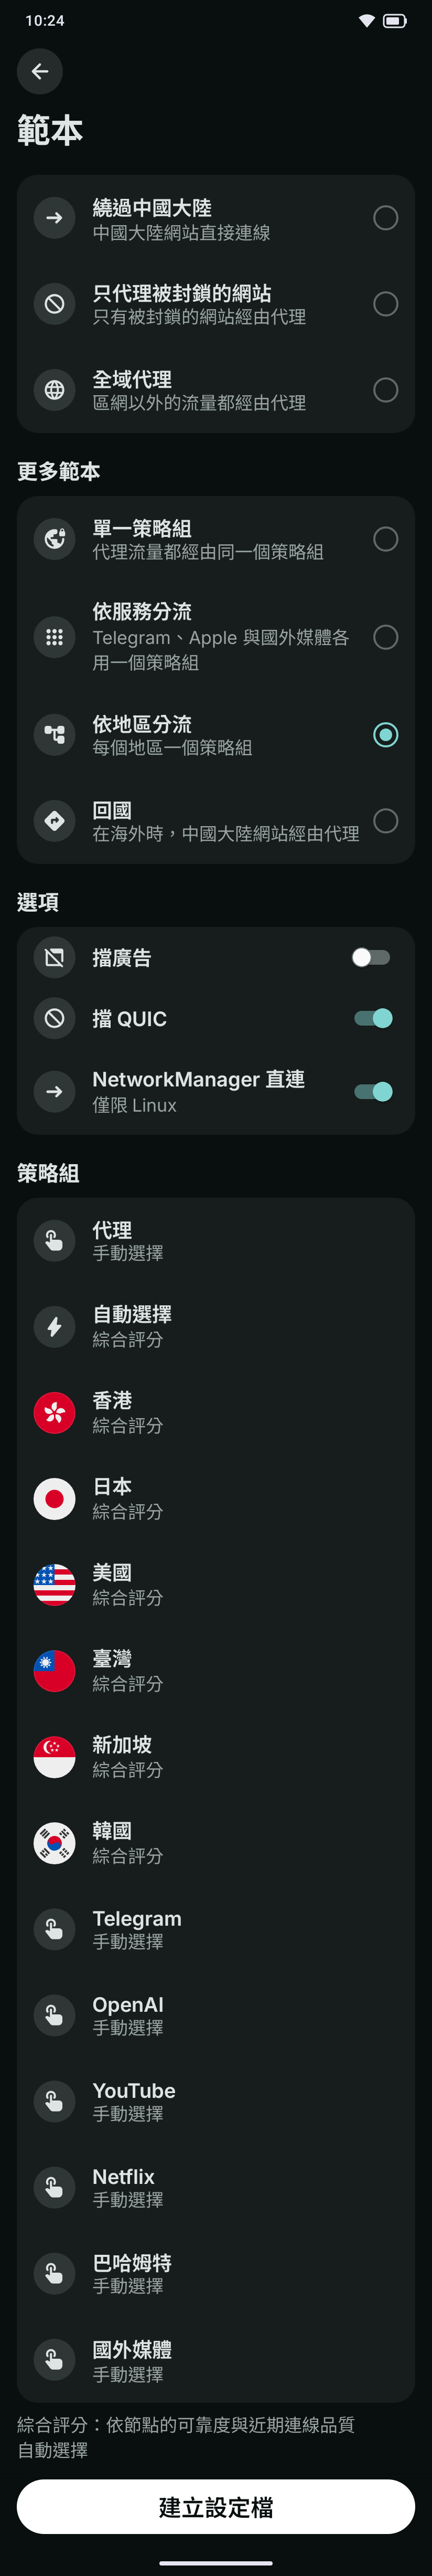 10:24
範本
繞過中國大陸
中國大陸網站直接連線
只代理被封鎖的網站
只有被封鎖的網站經由代理
全域代理
區網以外的流量都經由代理
更多範本
單一策略組
代理流量都經由同一個策略組
依服務分流
Telegram、Apple 與國外媒體各
用一個策略組
依地區分流
每個地區一個策略組
回國
在海外時，中國大陸網站經由代理
選項
擋廣告
擋 QUIC
NetworkManager 直連
僅限 Linux
策略組
代理
手動選擇
自動選擇
綜合評分
香港
綜合評分
日本
綜合評分
美國
綜合評分
臺灣
綜合評分
新加坡
綜合評分
韓國
綜合評分
Telegram
手動選擇
OpenAI
手動選擇
YouTube
手動選擇
Netflix
手動選擇
巴哈姆特
手動選擇
國外媒體
手動選擇
綜合評分：依節點的可靠度與近期連線品質
自動選擇
建立設定檔